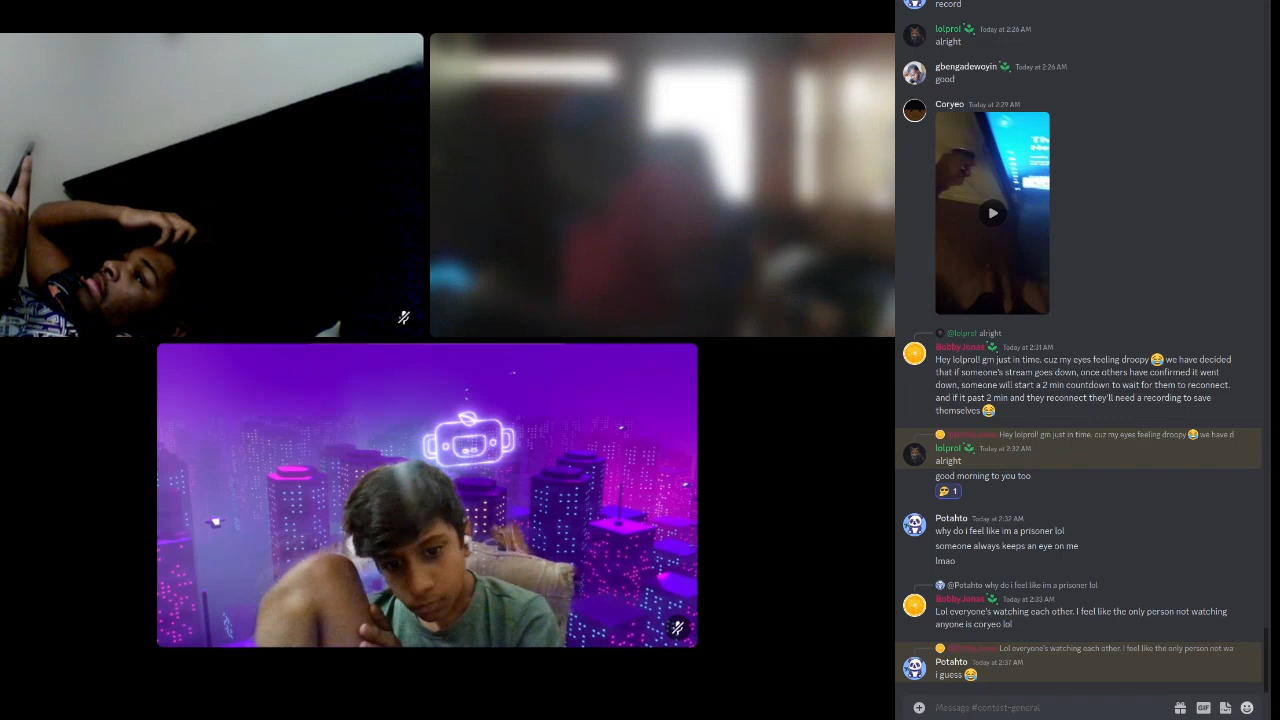 record
lolprol Today at 2:26 AM
alright
gbengadewoyin Today at 2:26 AM
good
Coryeo Today at 2:29 AM
@lolprol alright
BobbyJonas Today at 2:31 AM
Hey lolprol! gm just in time. cuz my eyes feeling droopy 😂 we have decided
that if someone's stream goes down, once others have confirmed it went
down, someone will start a 2 min countdown to wait for them to reconnect.
and if it past 2 min and they reconnect they'll need a recording to save
themselves 😂
Hey lolprol! gm just in time. cuz my eyes feeling droopy 😂 we have d
lolprol Today at 2:32 AM
alright
good morning to you too
1
Potahto Today at 2:32 AM
why do i feel like im a prisoner lol
someone always keeps an eye on me
lmao
@Potahto why do i feel like im a prisoner lol
BobbyJonas Today at 2:33 AM
Lol everyone's watching each other. I feel like the only person not watching
anyone is coryeo lol
Lol everyone's watching each other. I feel like the only person not wa
Potahto Today at 2:37 AM
i guess 😂
Message #contest-general
GIF